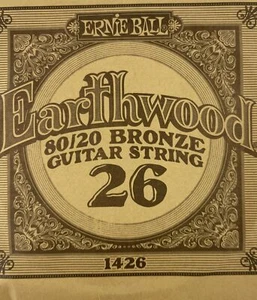 ERNIE BALL
Earthwood
80/20 BRONZE
GUITAR STRING
26
1426